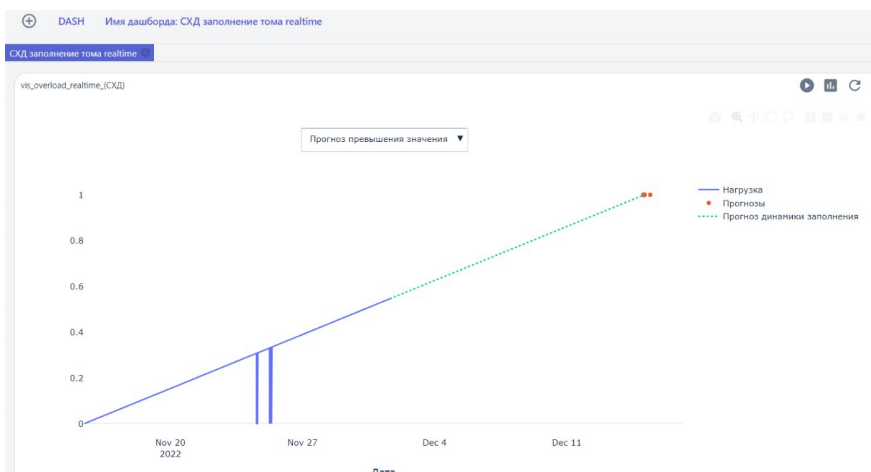 DASH Имя дашборда: СХД заполнение тома realtime
СХД заполнение тома realtime
vis_overload_realtime_(СХД)
Прогноз превышения значения ▼
1
0.8
0.6
0.4
0.2
0
Nov 20
2022
Nov 27
Dec 4
Dec 11
Дата
Нагрузка
Прогнозы
Прогноз динамики заполнения